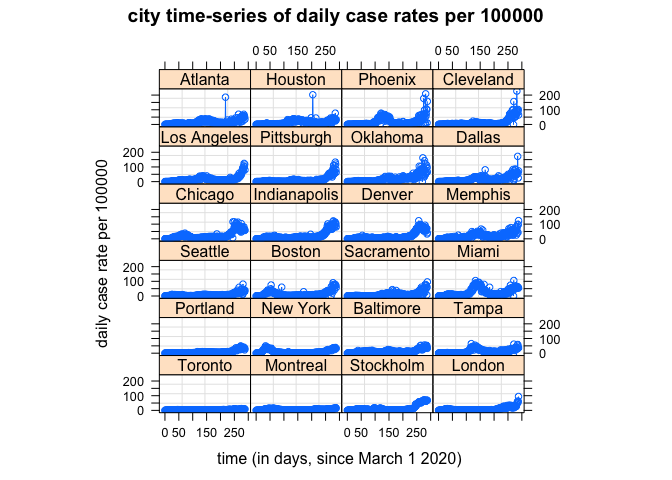 city time-series of daily case rates per 100000
0 50 150 250 0 50 150 250
Atlanta Houston Phoenix Cleveland
200
100
0
Los Angeles Pittsburgh Oklahoma Dallas
200
100
0
Chicago Indianapolis Denver Memphis
200
100
0
Seattle Boston Sacramento Miami
200
100
0
Portland New York Baltimore Tampa
200
100
0
Toronto Montreal Stockholm London
200
100
0
0 50 150 250 0 50 150 250
daily case rate per 100000
time (in days, since March 1 2020)